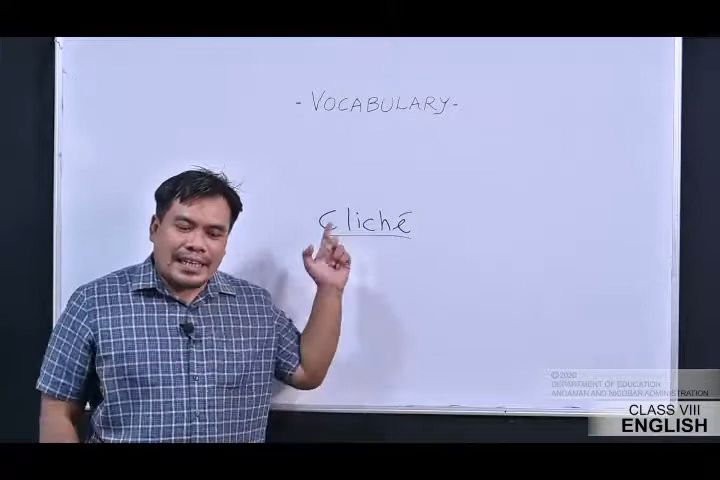 - VOCABULARY -
Cliché
©2020
DEPARTMENT OF EDUCATION
ANDAMAN AND NICOBAR ADMINISTRATION
CLASS VIII
ENGLISH